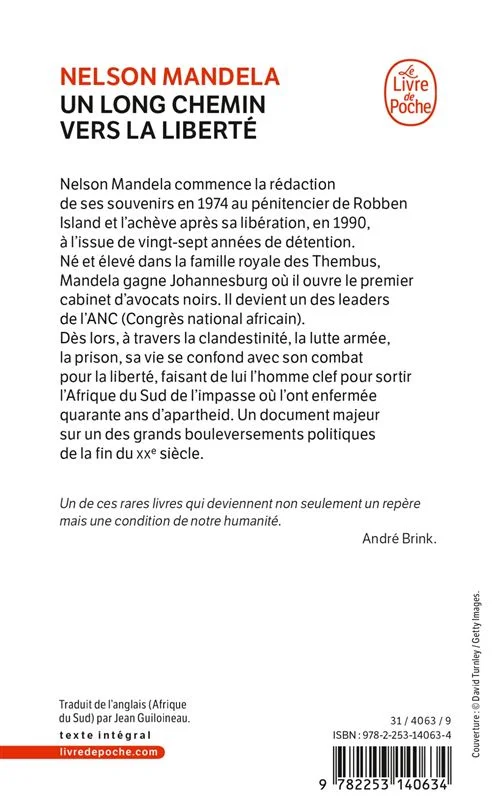 NELSON MANDELA
UN LONG CHEMIN
VERS LA LIBERTÉ
Le
Livre
de
Poche
Nelson Mandela commence la rédaction
de ses souvenirs en 1974 au pénitencier de Robben
Island et l'achève après sa libération, en 1990,
à l'issue de vingt-sept années de détention.
Né et élevé dans la famille royale des Thembus,
Mandela gagne Johannesburg où il ouvre le premier
cabinet d'avocats noirs. Il devient un des leaders
de l'ANC (Congrès national africain).
Dès lors, à travers la clandestinité, la lutte armée,
la prison, sa vie se confond avec son combat
pour la liberté, faisant de lui l'homme clef pour sortir
l'Afrique du Sud de l'impasse où l'ont enfermée
quarante ans d'apartheid. Un document majeur
sur un des grands bouleversements politiques
de la fin du XXe siècle.
Un de ces rares livres qui deviennent non seulement un repère
mais une condition de notre humanité.
André Brink.
Couverture : © David Turnley / Getty Images.
Traduit de l'anglais (Afrique
du Sud) par Jean Guiloineau.
texte intégral
livredepoche.com
31 / 4063 / 9
ISBN : 978-2-253-14063-4
9 782253 140634